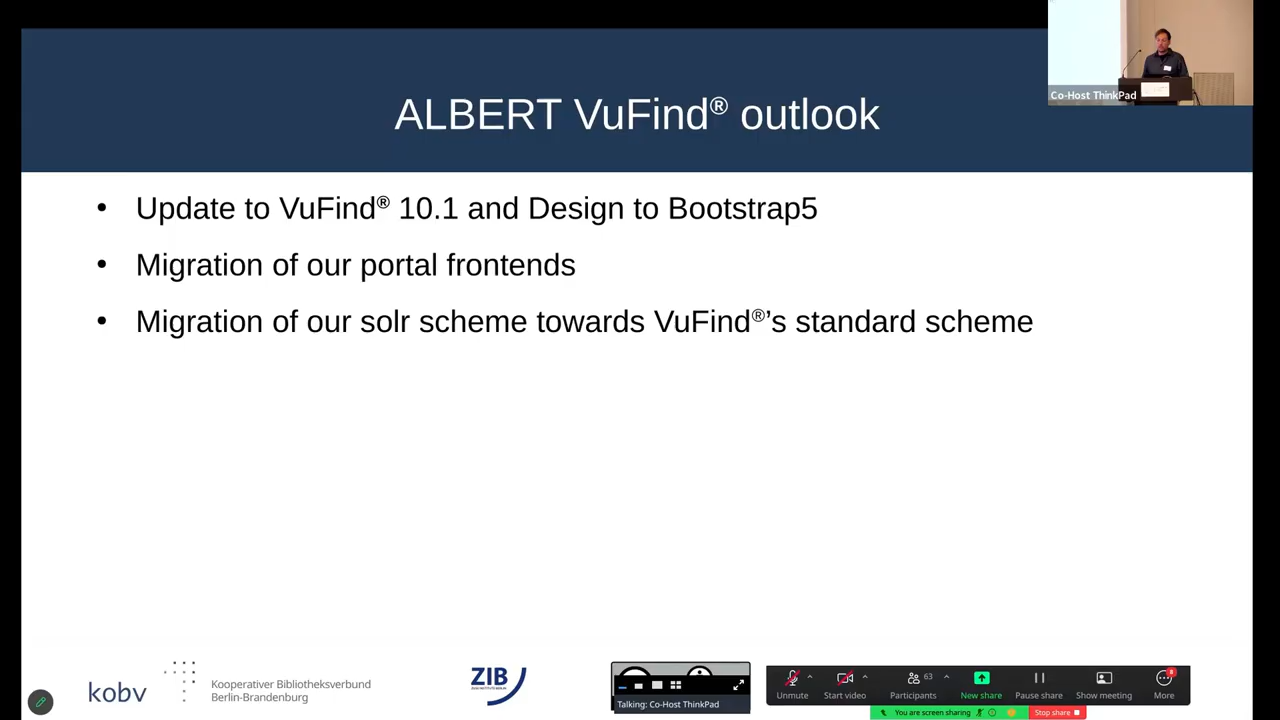 ALBERT VuFind® outlook
Co-Host ThinkPad
• Update to VuFind® 10.1 and Design to Bootstrap5
• Migration of our portal frontends
• Migration of our solr scheme towards VuFind®’s standard scheme
kobv
Kooperativer Bibliotheksverbund
Berlin-Brandenburg
ZIB
Talking: Co-Host ThinkPad
Unmute
Start video
63
Participants
New share
Pause share
Show meeting
8
More
You are screen sharing
Stop share